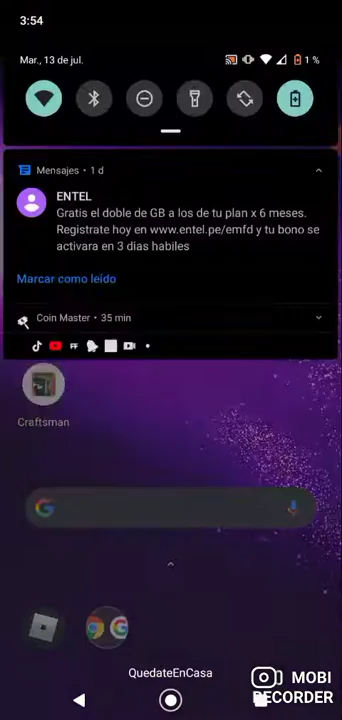 3:54
Mar., 13 de jul.
1 %
Mensajes • 1 d
ENTEL
Gratis el doble de GB a los de tu plan x 6 meses.
Registrate hoy en www.entel.pe/emfd y tu bono se
activara en 3 dias habiles
Marcar como leído
Coin Master • 35 min
FF
Craftsman
QuedateEnCasa
MOBI
RECORDER